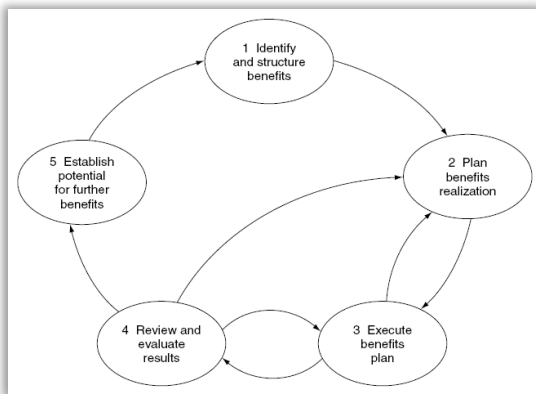 1 Identify
and structure
benefits
2 Plan
benefits
realization
3 Execute
benefits
plan
4 Review and
evaluate
results
5 Establish
potential
for further
benefits